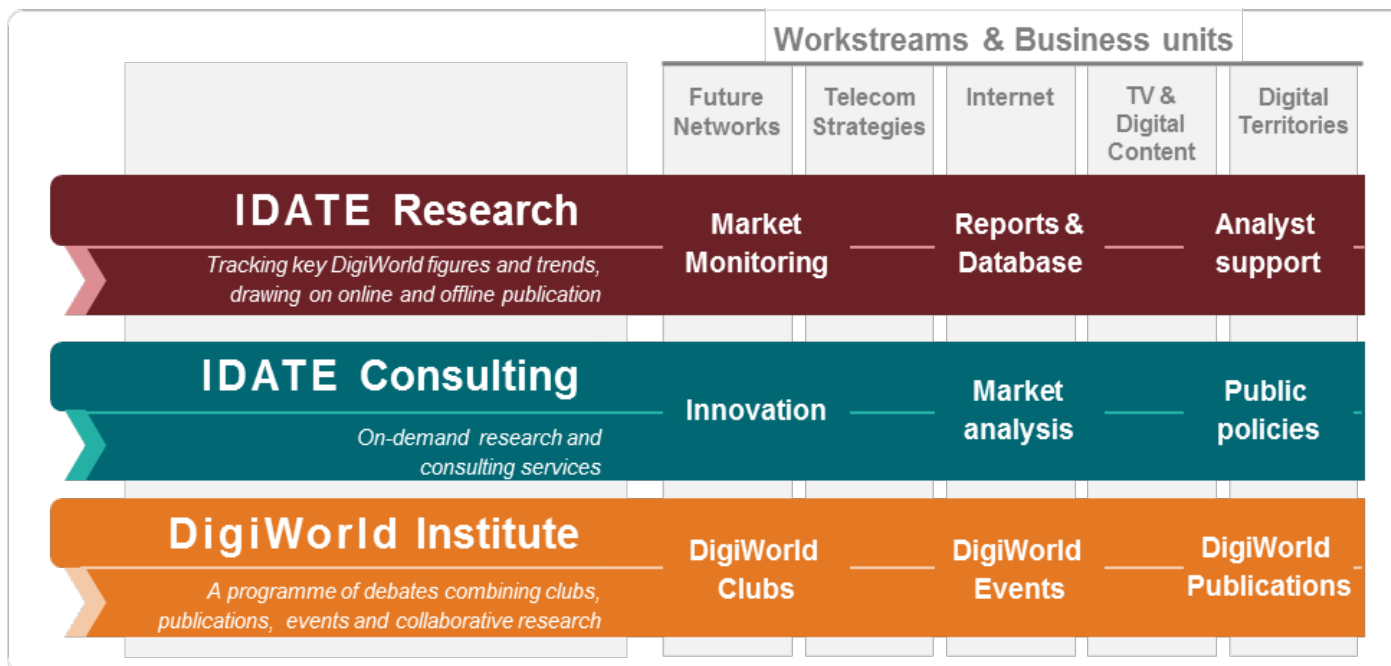 Workstreams & Business units
Future
Networks
Telecom
Strategies
Internet
TV &
Digital
Content
Digital
Territories
IDATE Research
Tracking key DigiWorld figures and trends,
drawing on online and offline publication
Market
Monitoring
Reports &
Database
Analyst
support
IDATE Consulting
On-demand research and
consulting services
Innovation
Market
analysis
Public
policies
DigiWorld Institute
A programme of debates combining clubs,
publications, events and collaborative research
DigiWorld
Clubs
DigiWorld
Events
DigiWorld
Publications